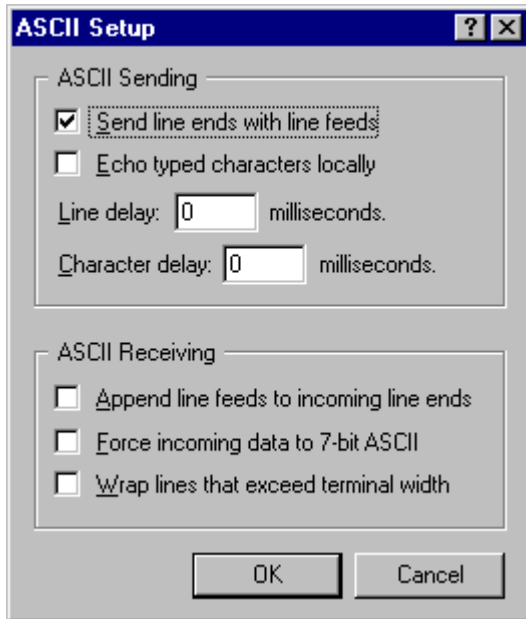 ASCII Setup
ASCII Sending
Send line ends with line feeds
Echo typed characters locally
Line delay: 0 milliseconds.
Character delay: 0 milliseconds.
ASCII Receiving
Append line feeds to incoming line ends
Force incoming data to 7-bit ASCII
Wrap lines that exceed terminal width
OK Cancel